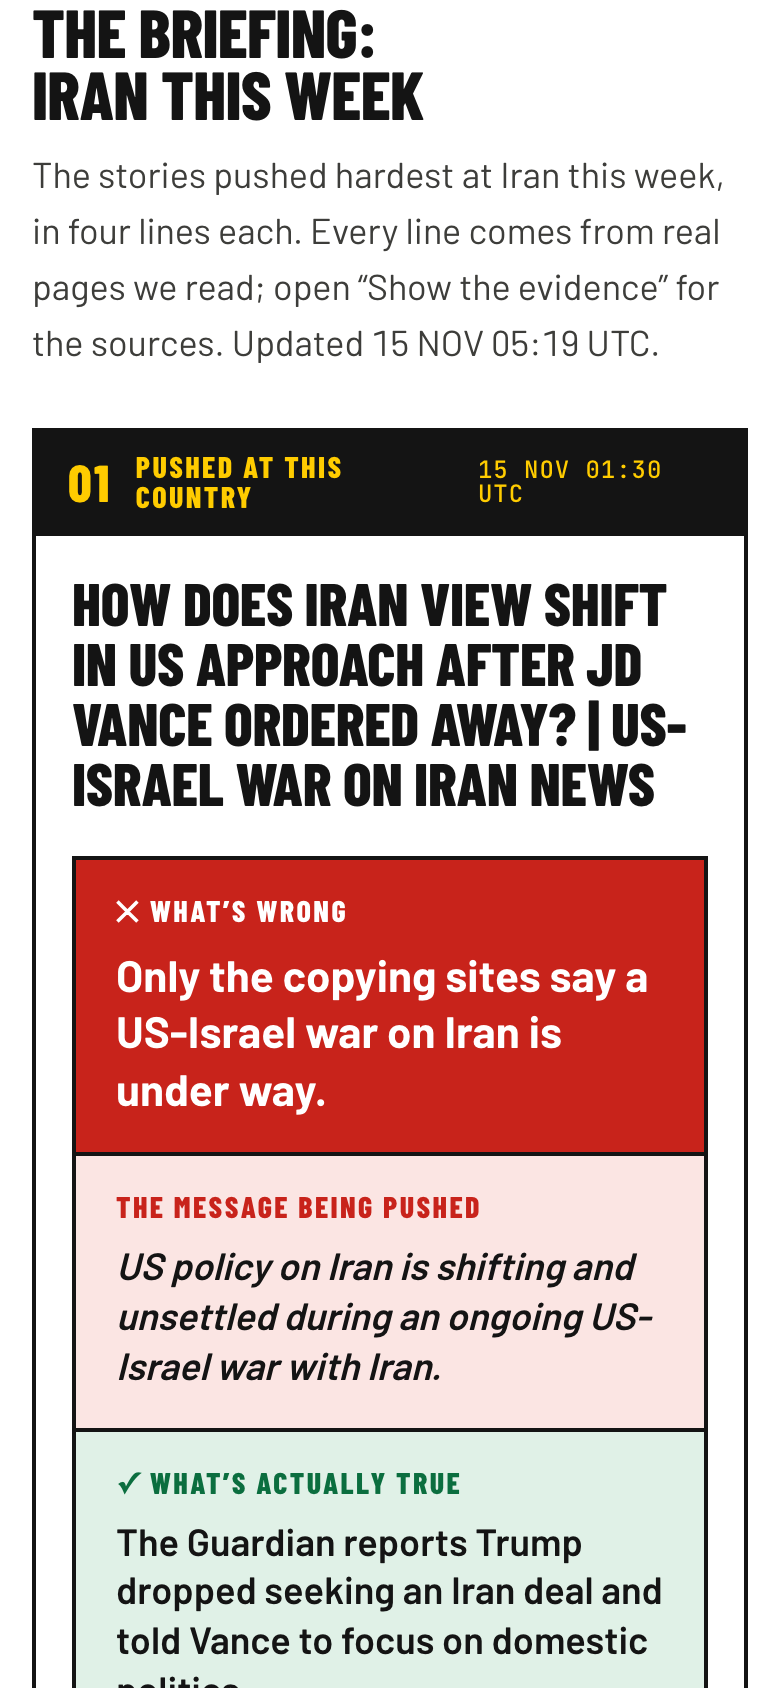 THE BRIEFING:
IRAN THIS WEEK
The stories pushed hardest at Iran this week,
in four lines each. Every line comes from real
pages we read; open “Show the evidence” for
the sources. Updated 15 NOV 05:19 UTC.
01 PUSHED AT THIS
COUNTRY
15 NOV 01:30
UTC
HOW DOES IRAN VIEW SHIFT
IN US APPROACH AFTER JD
VANCE ORDERED AWAY? | US-
ISRAEL WAR ON IRAN NEWS
✕ WHAT’S WRONG
Only the copying sites say a
US-Israel war on Iran is
under way.
THE MESSAGE BEING PUSHED
US policy on Iran is shifting and
unsettled during an ongoing US-
Israel war with Iran.
✓ WHAT’S ACTUALLY TRUE
The Guardian reports Trump
dropped seeking an Iran deal and
told Vance to focus on domestic